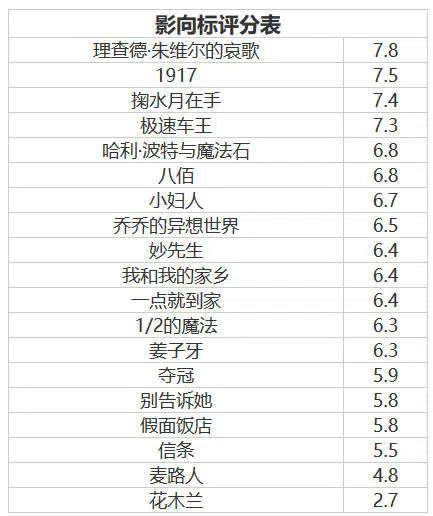 影向标评分表
理查德·朱维尔的哀歌 7.8
1917 7.5
掬水月在手 7.4
极速车王 7.3
哈利·波特与魔法石 6.8
八佰 6.8
小妇人 6.7
乔乔的异想世界 6.5
妙先生 6.4
我和我的家乡 6.4
一点就到家 6.4
1/2的魔法 6.3
姜子牙 6.3
夺冠 5.9
别告诉她 5.8
假面饭店 5.8
信条 5.5
麦路人 4.8
花木兰 2.7